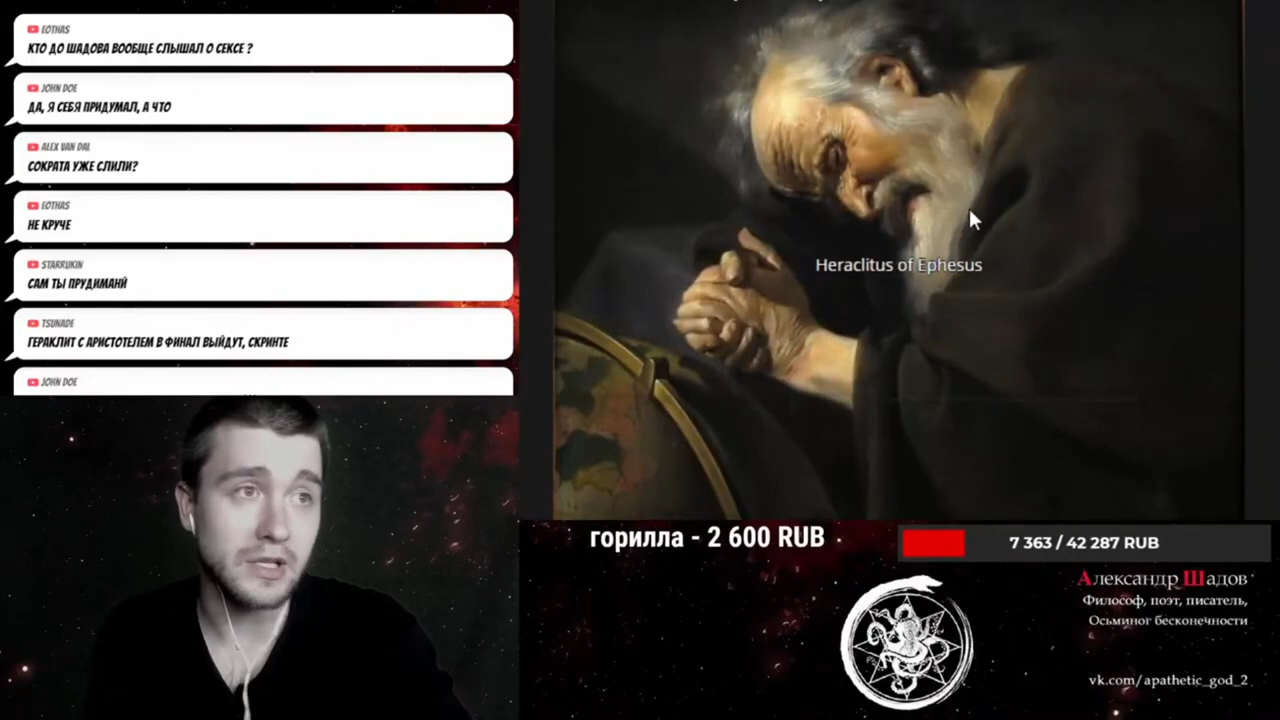 EOTHAS
КТО ДО ШАДОВА ВООБЩЕ СЛЫШАЛ О СЕКСЕ ?
JOHN DOE
ДА, Я СЕБЯ ПРИДУМАЛ, А ЧТО
ALEX VAN DAL
СОКРАТА УЖЕ СЛИЛИ?
EOTHAS
НЕ КРУЧЕ
STARRUKIN
САМ ТЫ ПРУДИМАНЙ
TSUNADE
ГЕРАКЛИТ С АРИСТОТЕЛЕМ В ФИНАЛ ВЫЙДУТ, СКРИНТЕ
JOHN DOE
Heraclitus of Ephesus
горилла - 2 600 RUB
7 363 / 42 287 RUB
Александр Шадов
Философ, поэт, писатель,
Осьминог бесконечности
vk.com/apathetic_god_2